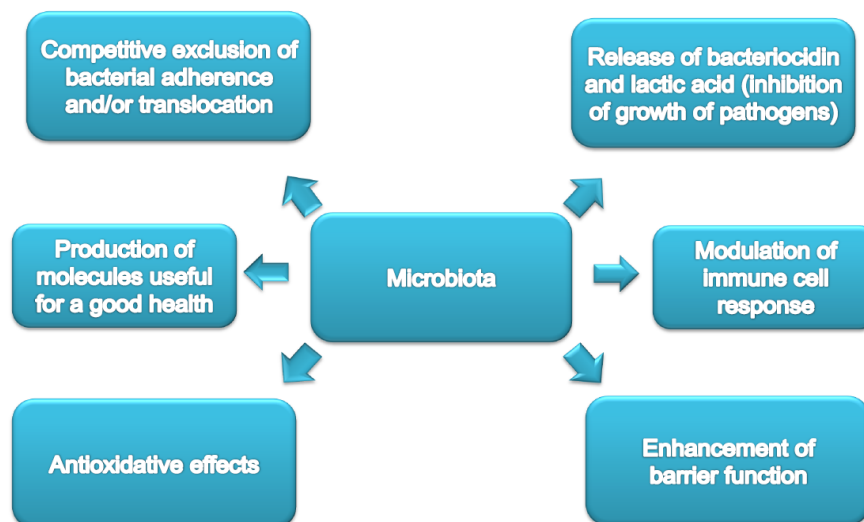 Competitive exclusion of
bacterial adherence
and/or translocation
Release of bacteriocidin
and lactic acid (inhibition
of growth of pathogens)
Production of
molecules useful
for a good health
Microbiota
Modulation of
immune cell
response
Antioxidative effects
Enhancement of
barrier function